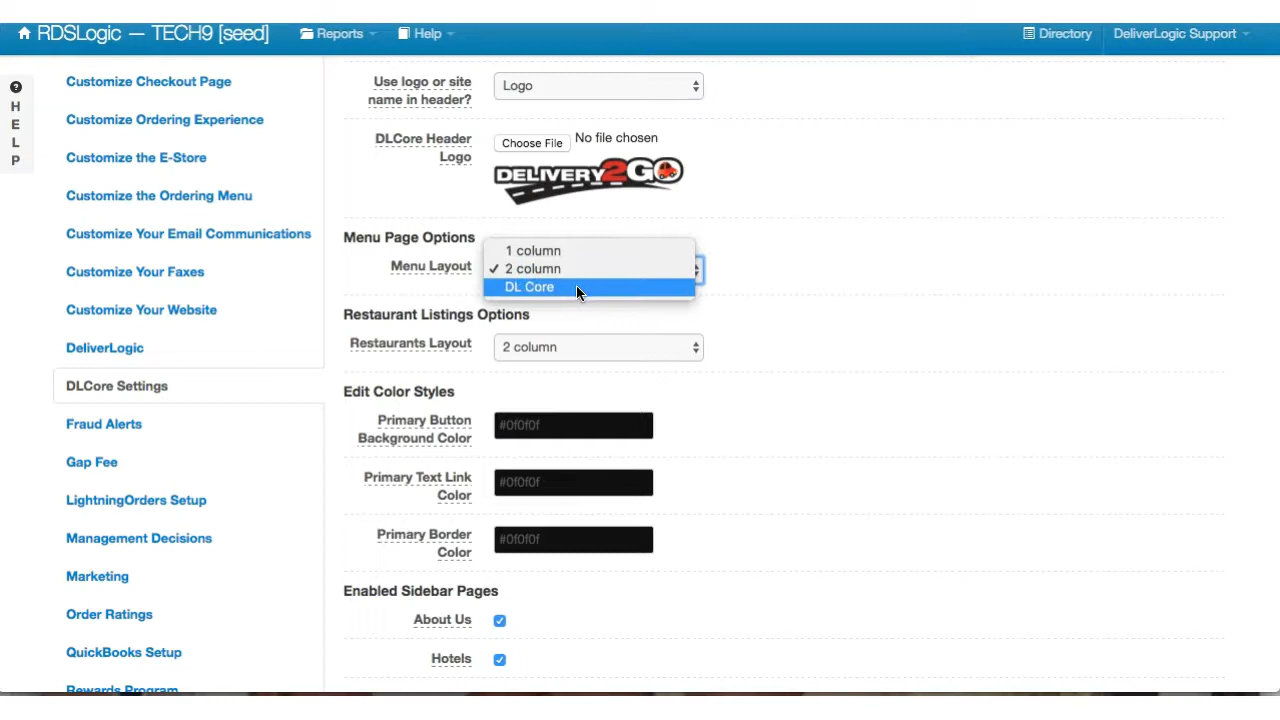 RDSLogic — TECH9 [seed]
Reports
Help
Directory
DeliverLogic Support
H
E
L
P
Customize Checkout Page
Customize Ordering Experience
Customize the E-Store
Customize the Ordering Menu
Customize Your Email Communications
Customize Your Faxes
Customize Your Website
DeliverLogic
DLCore Settings
Fraud Alerts
Gap Fee
LightningOrders Setup
Management Decisions
Marketing
Order Ratings
QuickBooks Setup
Rewards Program
Use logo or site
name in header?
Logo
DLCore Header
Logo
Choose File
No file chosen
DELIVERY2GO
Menu Page Options
Menu Layout
1 column
✓ 2 column
DL Core
Restaurant Listings Options
Restaurants Layout
2 column
Edit Color Styles
Primary Button
Background Color
#0f0f0f
Primary Text Link
Color
#0f0f0f
Primary Border
Color
#0f0f0f
Enabled Sidebar Pages
About Us
Hotels